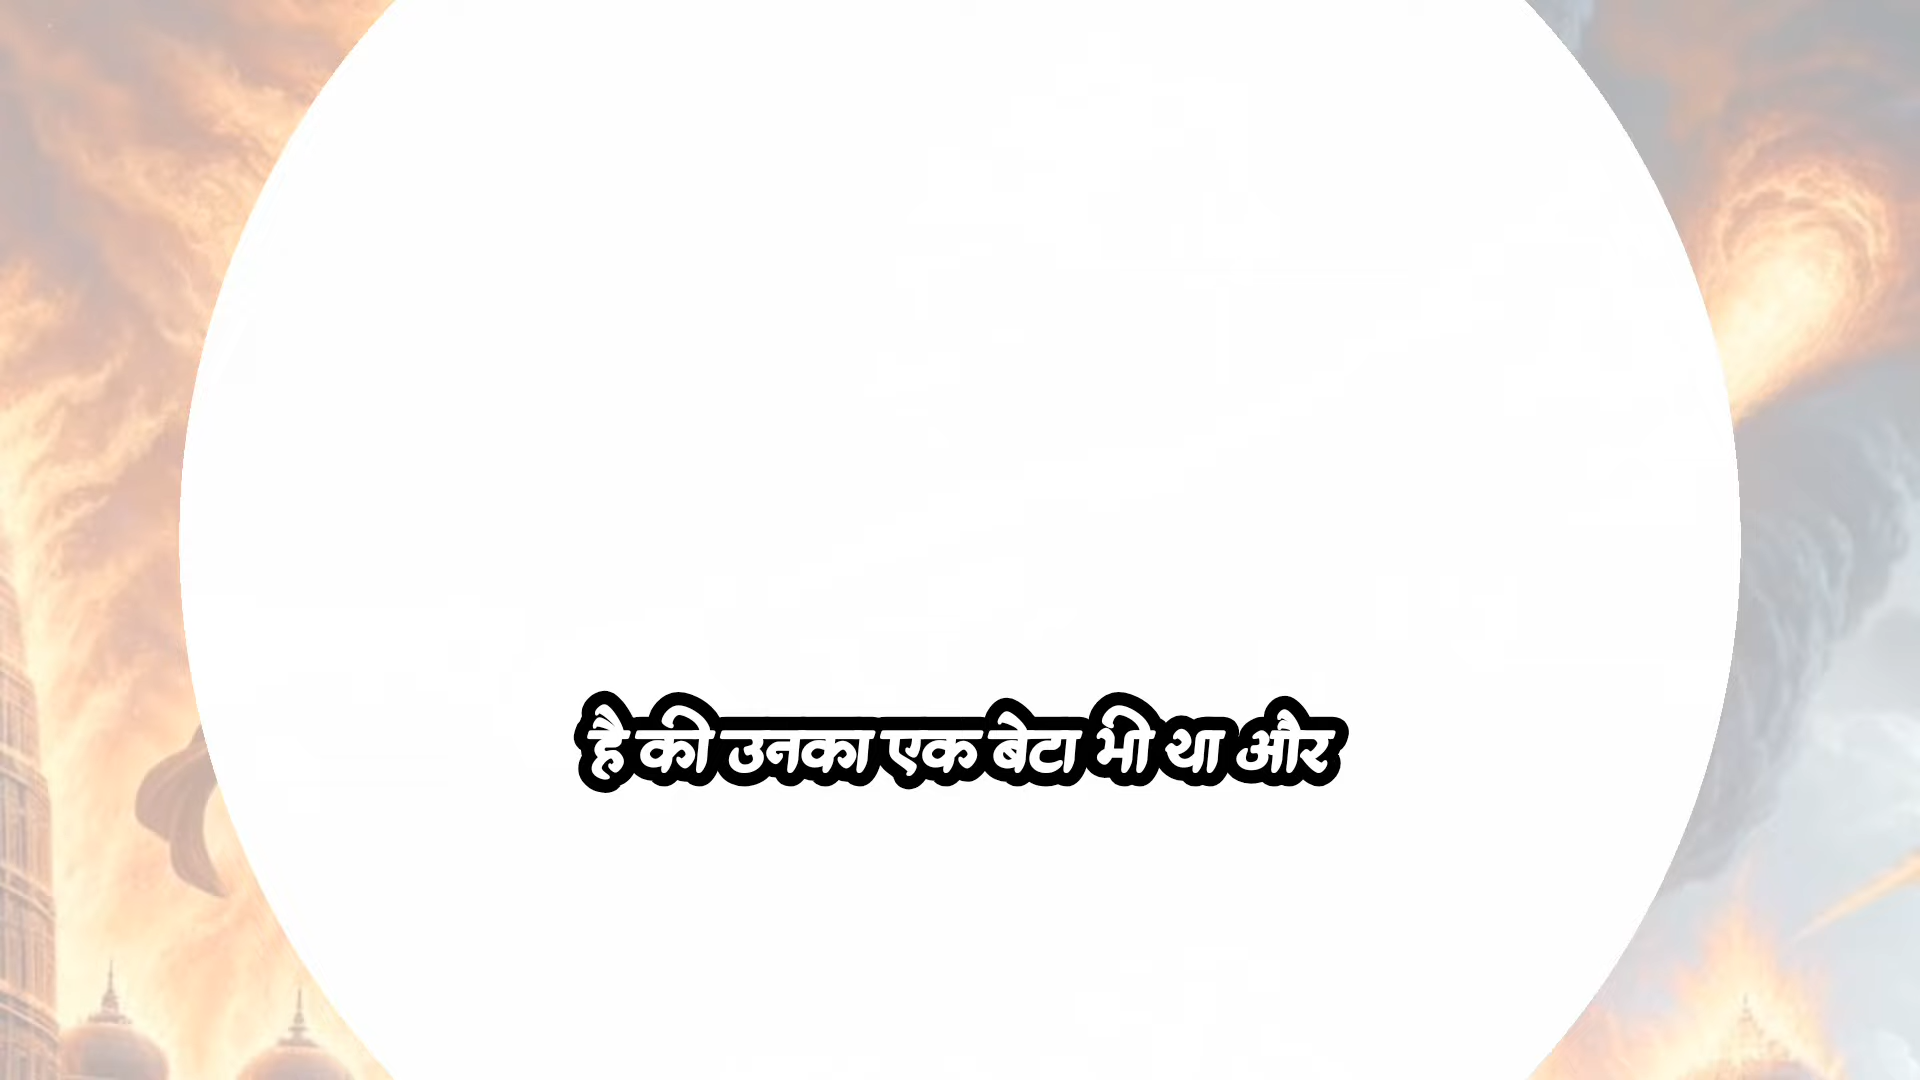 है की उनका एक बेटा भी था और